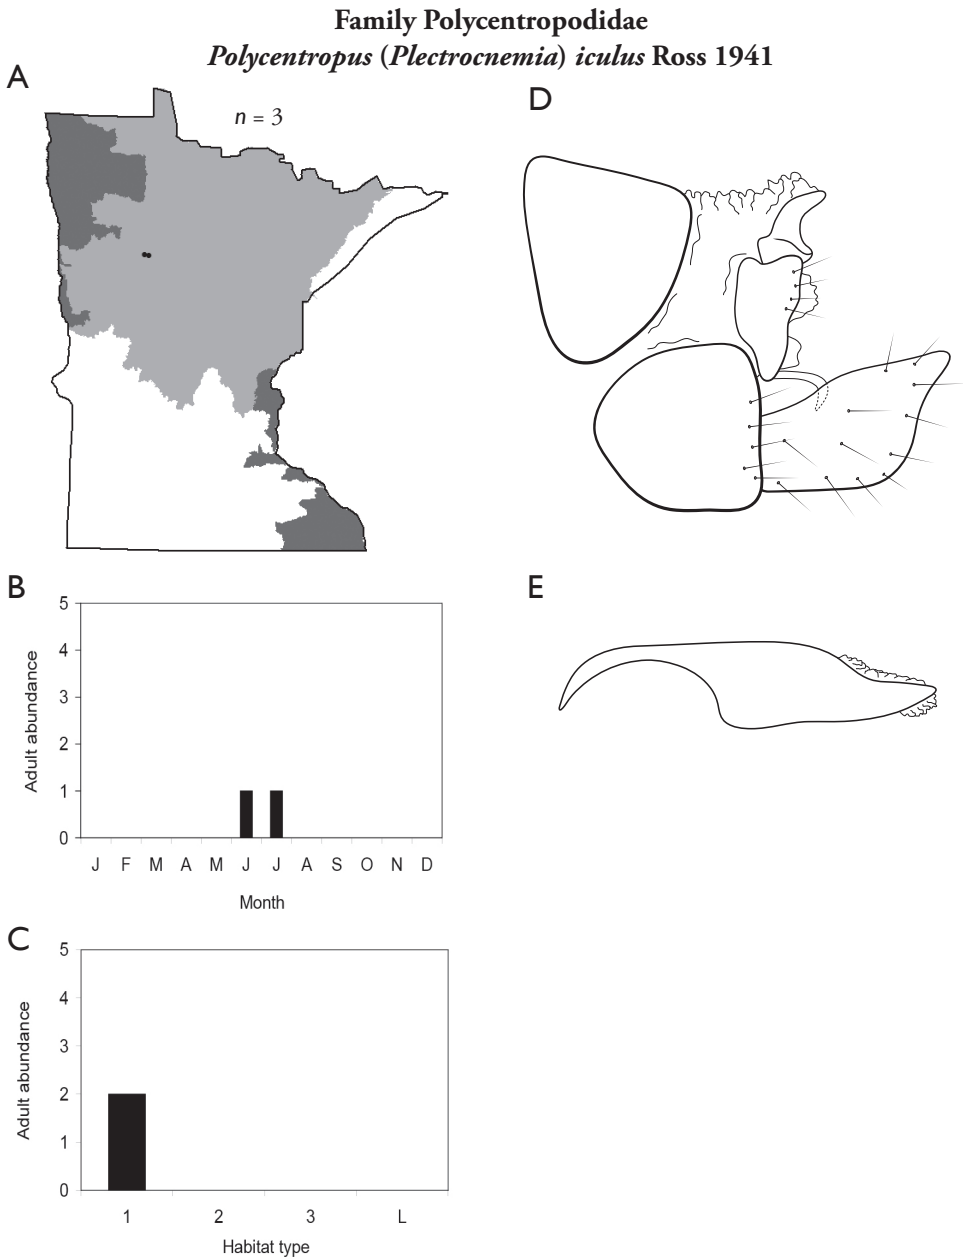 Family Polycentropodidae
Polycentropus (Plectrocnemia) iculus Ross 1941
A
n = 3
D
B
5
4
3
2
1
0
Adult abundance
J F M A M J J A S O N D
Month
E
C
5
4
3
2
1
0
Adult abundance
1 2 3 L
Habitat type